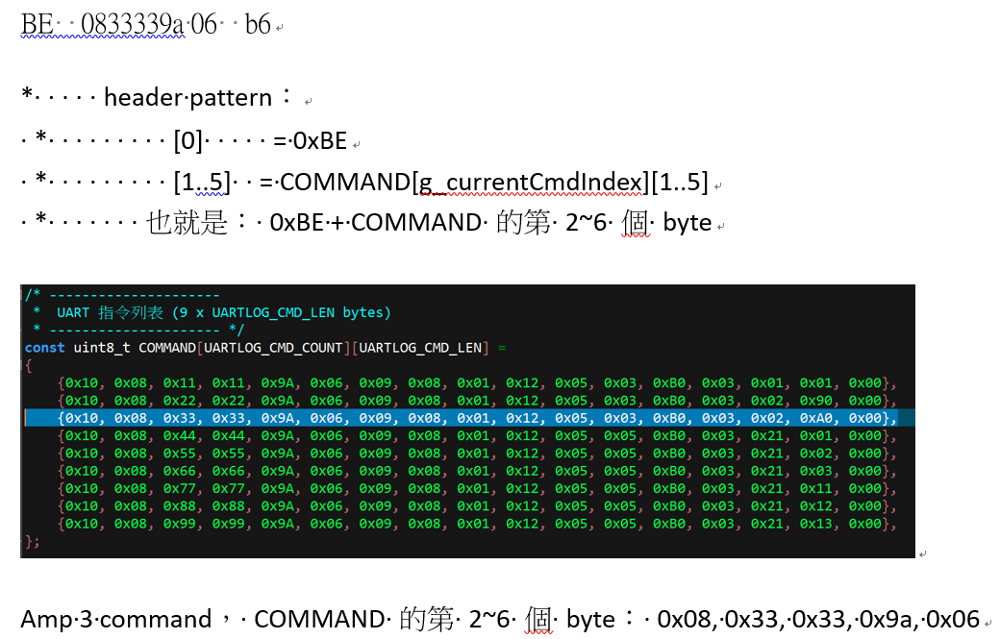 BE 0833339a 06 b6
* header pattern：
* [0] = 0xBE
* [1..5] = COMMAND[g_currentCmdIndex][1..5]
* 也就是： 0xBE + COMMAND 的第 2~6 個 byte
/* ---------------------
* UART 指令列表 (9 x UARTLOG_CMD_LEN bytes)
* --------------------- */
const uint8_t COMMAND[UARTLOG_CMD_COUNT][UARTLOG_CMD_LEN] =
{
{0x10, 0x08, 0x11, 0x11, 0x9A, 0x06, 0x09, 0x08, 0x01, 0x12, 0x05, 0x03, 0xB0, 0x03, 0x01, 0x01, 0x00},
{0x10, 0x08, 0x22, 0x22, 0x9A, 0x06, 0x09, 0x08, 0x01, 0x12, 0x05, 0x03, 0xB0, 0x03, 0x02, 0x90, 0x00},
{0x10, 0x08, 0x33, 0x33, 0x9A, 0x06, 0x09, 0x08, 0x01, 0x12, 0x05, 0x03, 0xB0, 0x03, 0x02, 0xA0, 0x00},
{0x10, 0x08, 0x44, 0x44, 0x9A, 0x06, 0x09, 0x08, 0x01, 0x12, 0x05, 0x03, 0xB0, 0x03, 0x21, 0x01, 0x00},
{0x10, 0x08, 0x55, 0x55, 0x9A, 0x06, 0x09, 0x08, 0x01, 0x12, 0x05, 0x03, 0xB0, 0x03, 0x21, 0x02, 0x00},
{0x10, 0x08, 0x66, 0x66, 0x9A, 0x06, 0x09, 0x08, 0x01, 0x12, 0x05, 0x05, 0xB0, 0x03, 0x21, 0x03, 0x00},
{0x10, 0x08, 0x77, 0x77, 0x9A, 0x06, 0x09, 0x08, 0x01, 0x12, 0x05, 0x05, 0xB0, 0x03, 0x21, 0x11, 0x00},
{0x10, 0x08, 0x88, 0x88, 0x9A, 0x06, 0x09, 0x08, 0x01, 0x12, 0x05, 0x05, 0xB0, 0x03, 0x21, 0x12, 0x00},
{0x10, 0x08, 0x99, 0x99, 0x9A, 0x06, 0x09, 0x08, 0x01, 0x12, 0x05, 0x05, 0xB0, 0x03, 0x21, 0x13, 0x00},
};
Amp 3 command， COMMAND 的第 2~6 個 byte： 0x08, 0x33, 0x33, 0x9a, 0x06